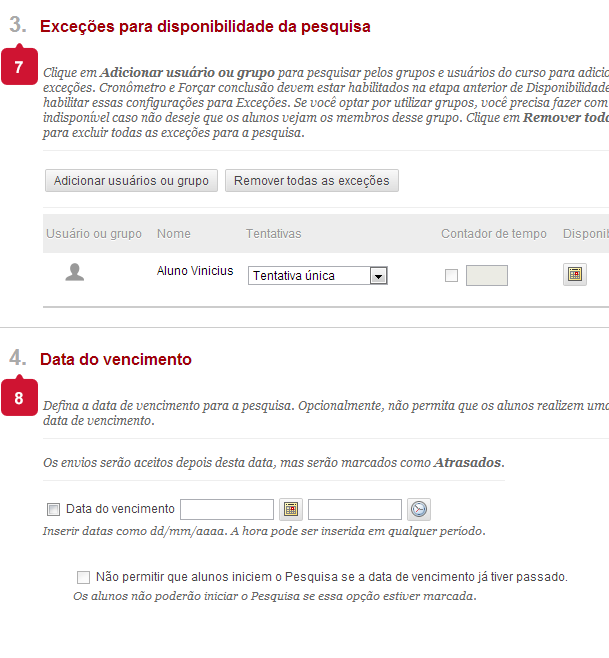 3. Exceções para disponibilidade da pesquisa
7
Clique em Adicionar usuário ou grupo para pesquisar pelos grupos e usuários do curso para adicio
exceções. Cronômetro e Forçar conclusão devem estar habilitados na etapa anterior de Disponibilidade
habilitar essas configurações para Exceções. Se você optar por utilizar grupos, você precisa fazer com
indisponível caso não deseje que os alunos vejam os membros desse grupo. Clique em Remover toda
para excluir todas as exceções para a pesquisa.
Adicionar usuários ou grupo Remover todas as exceções
Usuário ou grupo Nome Tentativas Contador de tempo Disponib
Aluno Vinicius Tentativa única
4. Data do vencimento
8
Defina a data de vencimento para a pesquisa. Opcionalmente, não permita que os alunos realizem uma
data de vencimento.
Os envios serão aceitos depois desta data, mas serão marcados como Atrasados.
Data do vencimento
Inserir datas como dd/mm/aaaa. A hora pode ser inserida em qualquer período.
Não permitir que alunos iniciem o Pesquisa se a data de vencimento já tiver passado.
Os alunos não poderão iniciar o Pesquisa se essa opção estiver marcada.